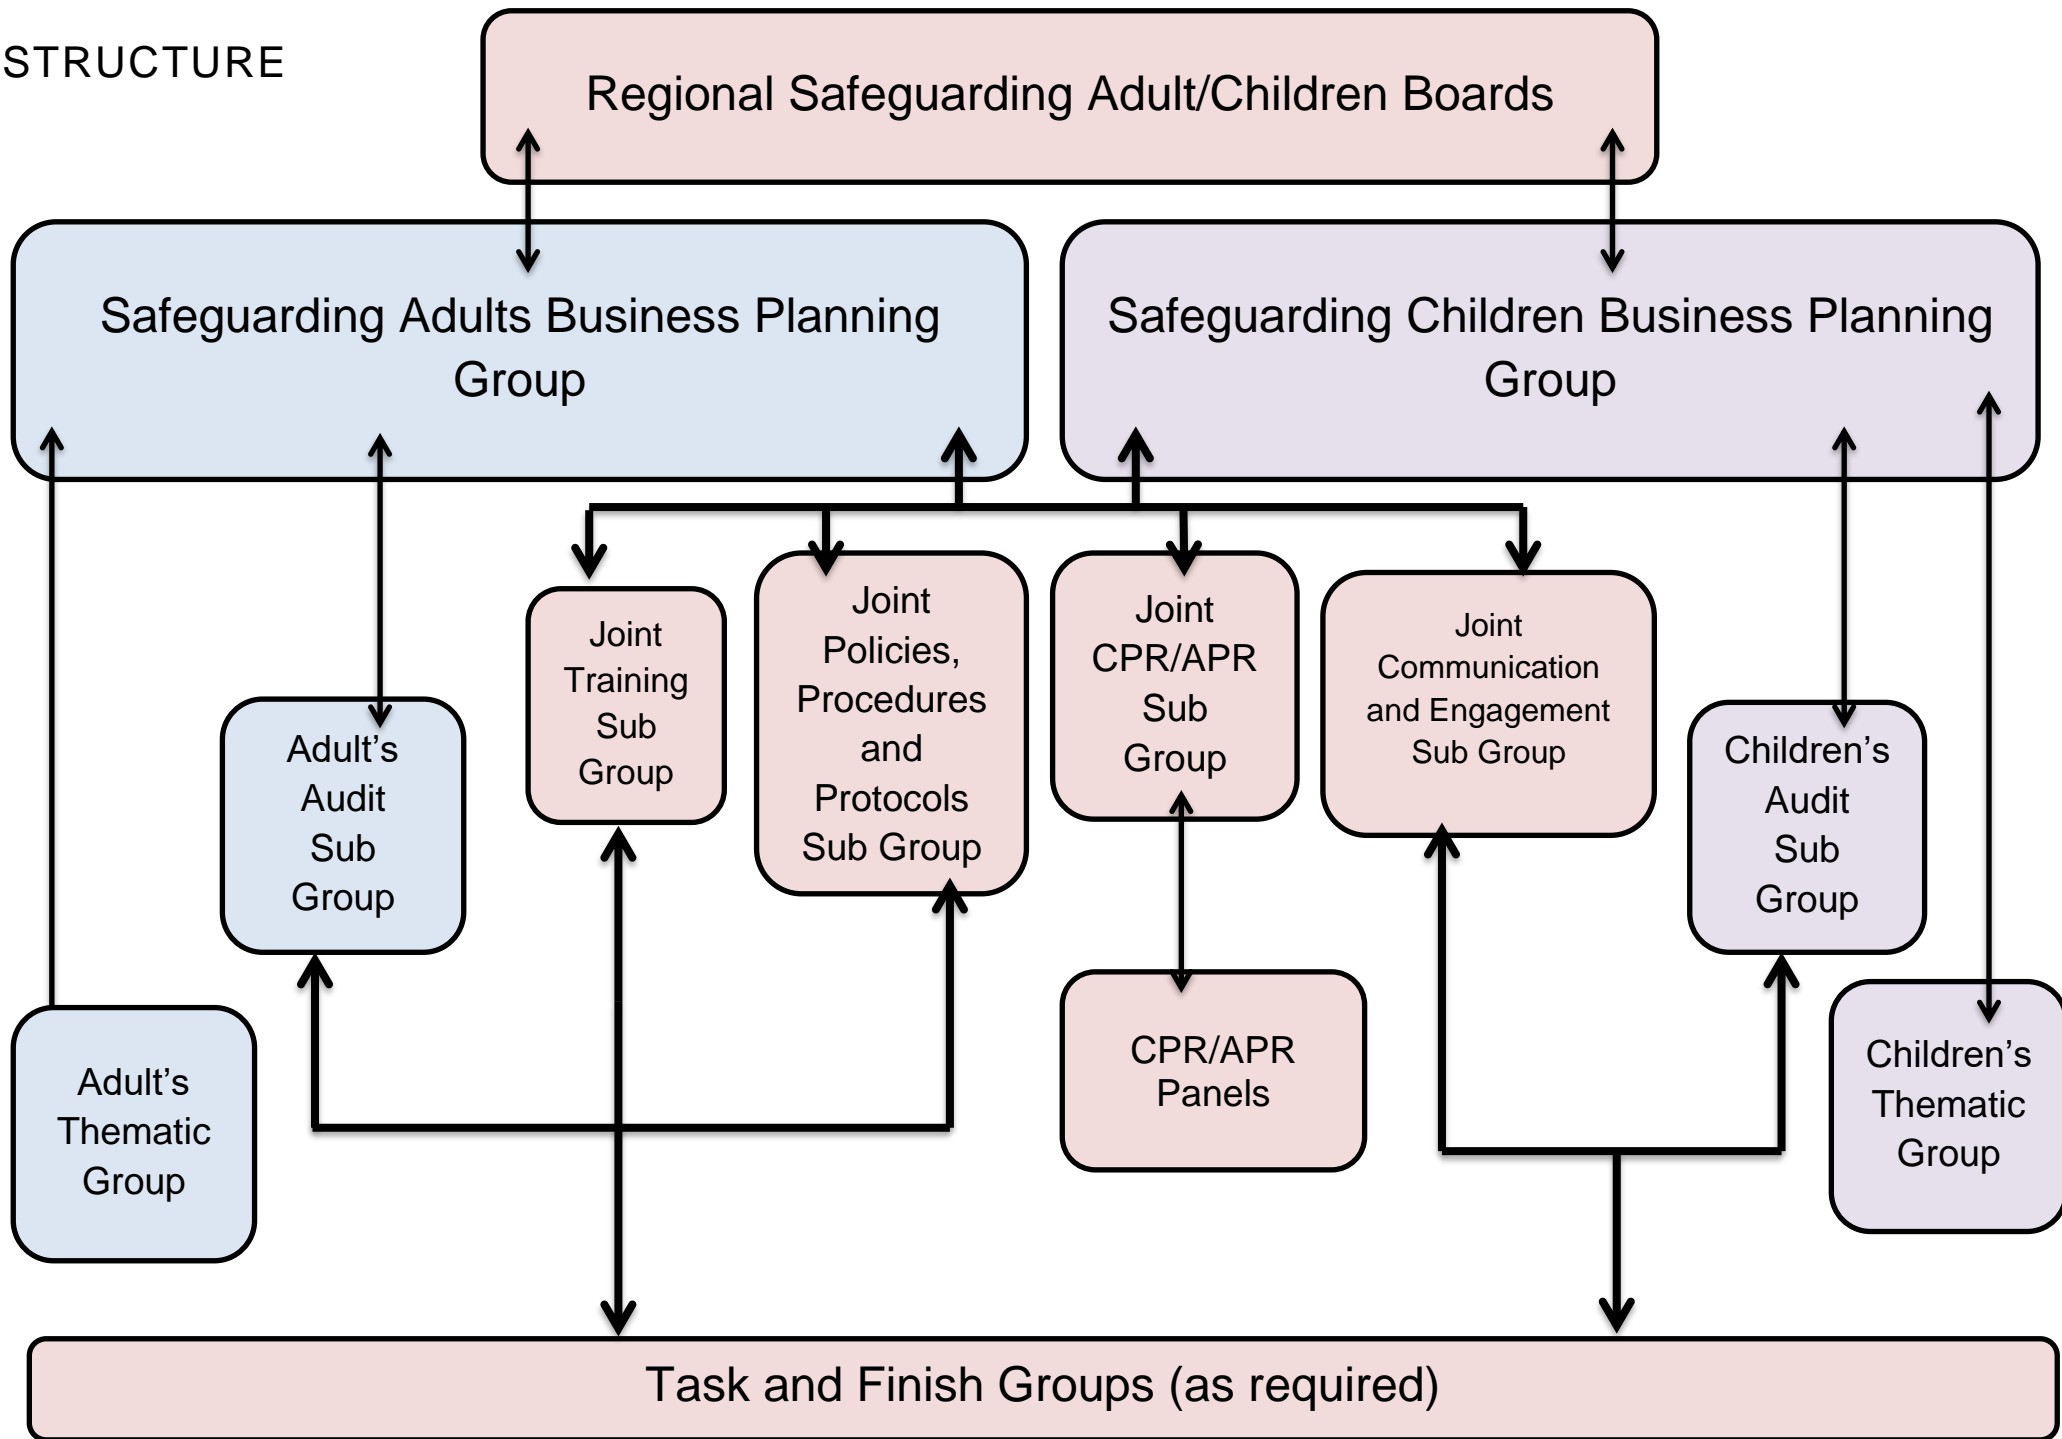 STRUCTURE
Regional Safeguarding Adult/Children Boards
Safeguarding Adults Business Planning
Group
Safeguarding Children Business Planning
Group
Joint
Training
Sub
Group
Joint
Policies,
Procedures
and
Protocols
Sub Group
Joint
CPR/APR
Sub
Group
Joint
Communication
and Engagement
Sub Group
Adult’s
Audit
Sub
Group
Children’s
Audit
Sub
Group
Adult’s
Thematic
Group
CPR/APR
Panels
Children’s
Thematic
Group
Task and Finish Groups (as required)